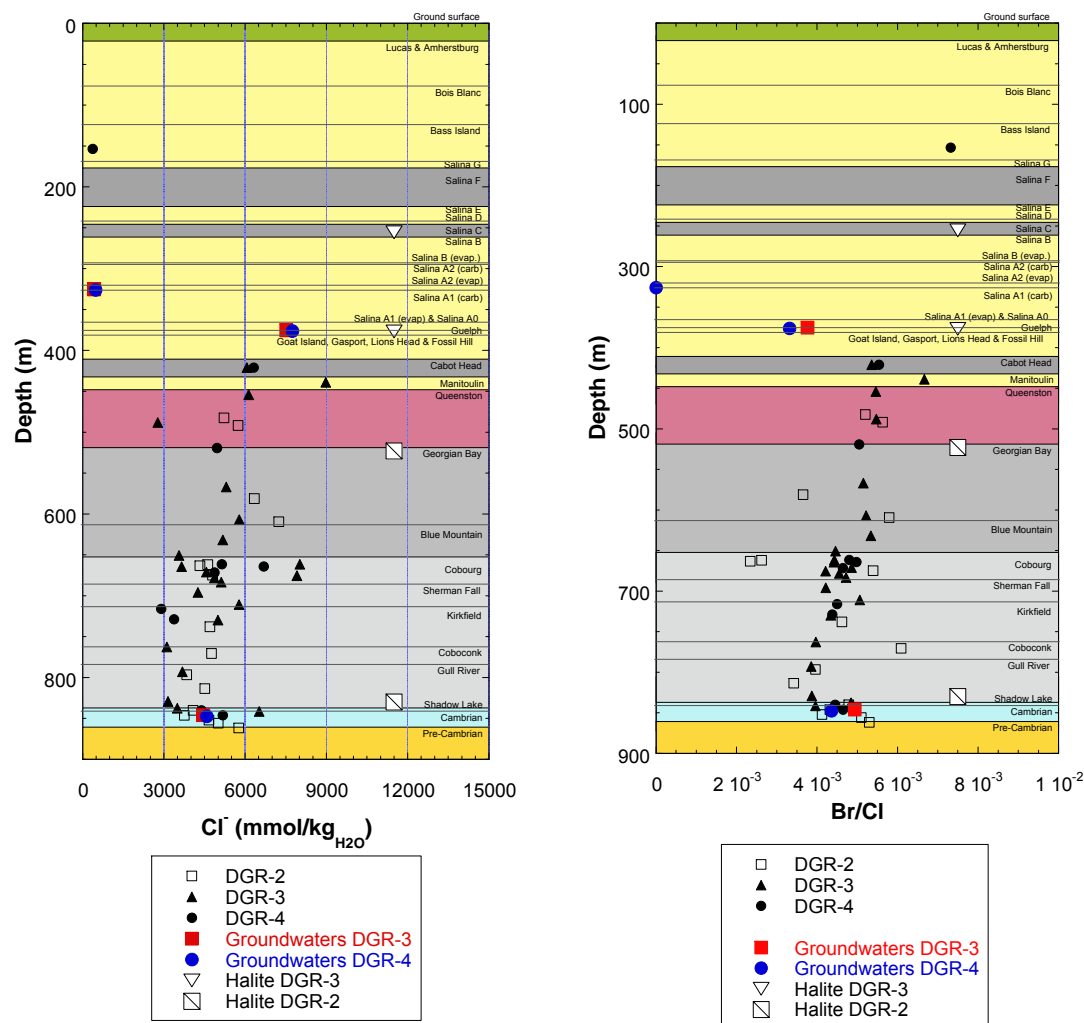 Ground surface
Lucas & Amherstburg
Bois Blanc
Bass Island
Salina G
Salina F
Salina E
Salina D
Salina C
Salina B
Salina B (evap.)
Salina A2 (carb)
Salina A2 (evap)
Salina A1 (carb)
Salina A1 (evap) & Salina A0
Guelph
Goat Island, Gasport, Lions Head & Fossil Hill
Cabot Head
Manitoulin
Queenston
Georgian Bay
Blue Mountain
Cobourg
Sherman Fall
Kirkfield
Coboconk
Gull River
Shadow Lake
Cambrian
Pre-Cambrian
0
200
400
600
800
Depth (m)
0 3000 6000 9000 12000 15000
Cl⁻ (mmol/kg_H2O)
DGR-2
DGR-3
DGR-4
Groundwaters DGR-3
Groundwaters DGR-4
Halite DGR-3
Halite DGR-2
Ground surface
Lucas & Amherstburg
Bois Blanc
Bass Island
Salina G
Salina F
Salina E
Salina D
Salina C
Salina B
Salina B (evap.)
Salina A2 (carb)
Salina A2 (evap)
Salina A1 (carb)
Salina A1 (evap) & Salina A0
Guelph
Goat Island, Gasport, Lions Head & Fossil Hill
Cabot Head
Manitoulin
Queenston
Georgian Bay
Blue Mountain
Cobourg
Sherman Fall
Kirkfield
Coboconk
Gull River
Shadow Lake
Cambrian
Pre-Cambrian
100
300
500
700
900
Depth (m)
0 2 10⁻³ 4 10⁻³ 6 10⁻³ 8 10⁻³ 1 10⁻²
Br/Cl
DGR-2
DGR-3
DGR-4
Groundwaters DGR-3
Groundwaters DGR-4
Halite DGR-3
Halite DGR-2